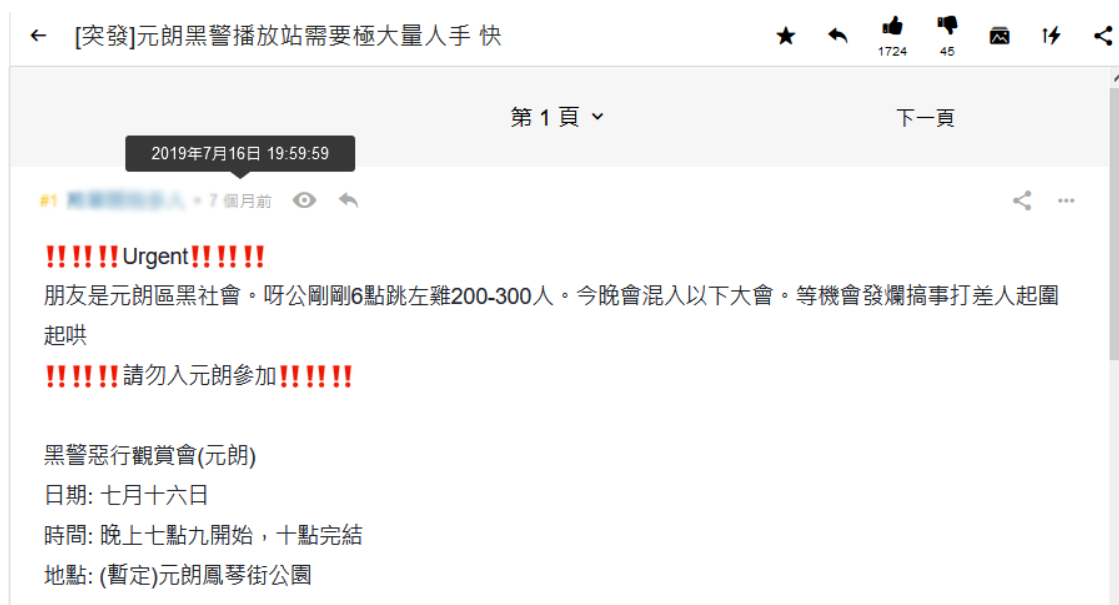 [突發]元朗黑警播放站需要極大量人手 快
1724
45
第 1 頁
下一頁
2019年7月16日 19:59:59
#1
• 7 個月前
‼️‼️‼️Urgent‼️‼️‼️
朋友是元朗區黑社會。呀公剛剛6點跳左雞200-300人。今晚會混入以下大會。等機會發爛搞事打差人起圍
起哄
‼️‼️‼️請勿入元朗參加‼️‼️‼️
黑警惡行觀賞會(元朗)
日期: 七月十六日
時間: 晚上七點九開始，十點完結
地點: (暫定)元朗鳳琴街公園